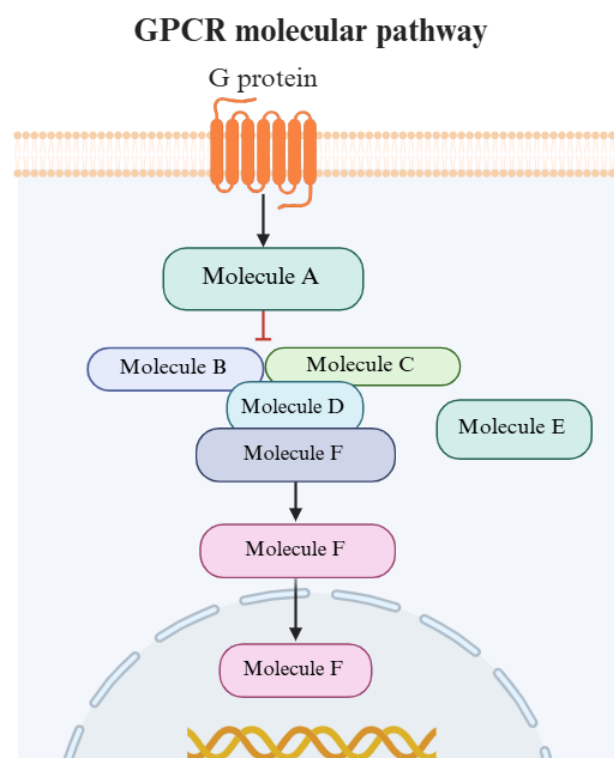 GPCR molecular pathway
G protein
Molecule A
Molecule B
Molecule C
Molecule D
Molecule E
Molecule F
Molecule F
Molecule F